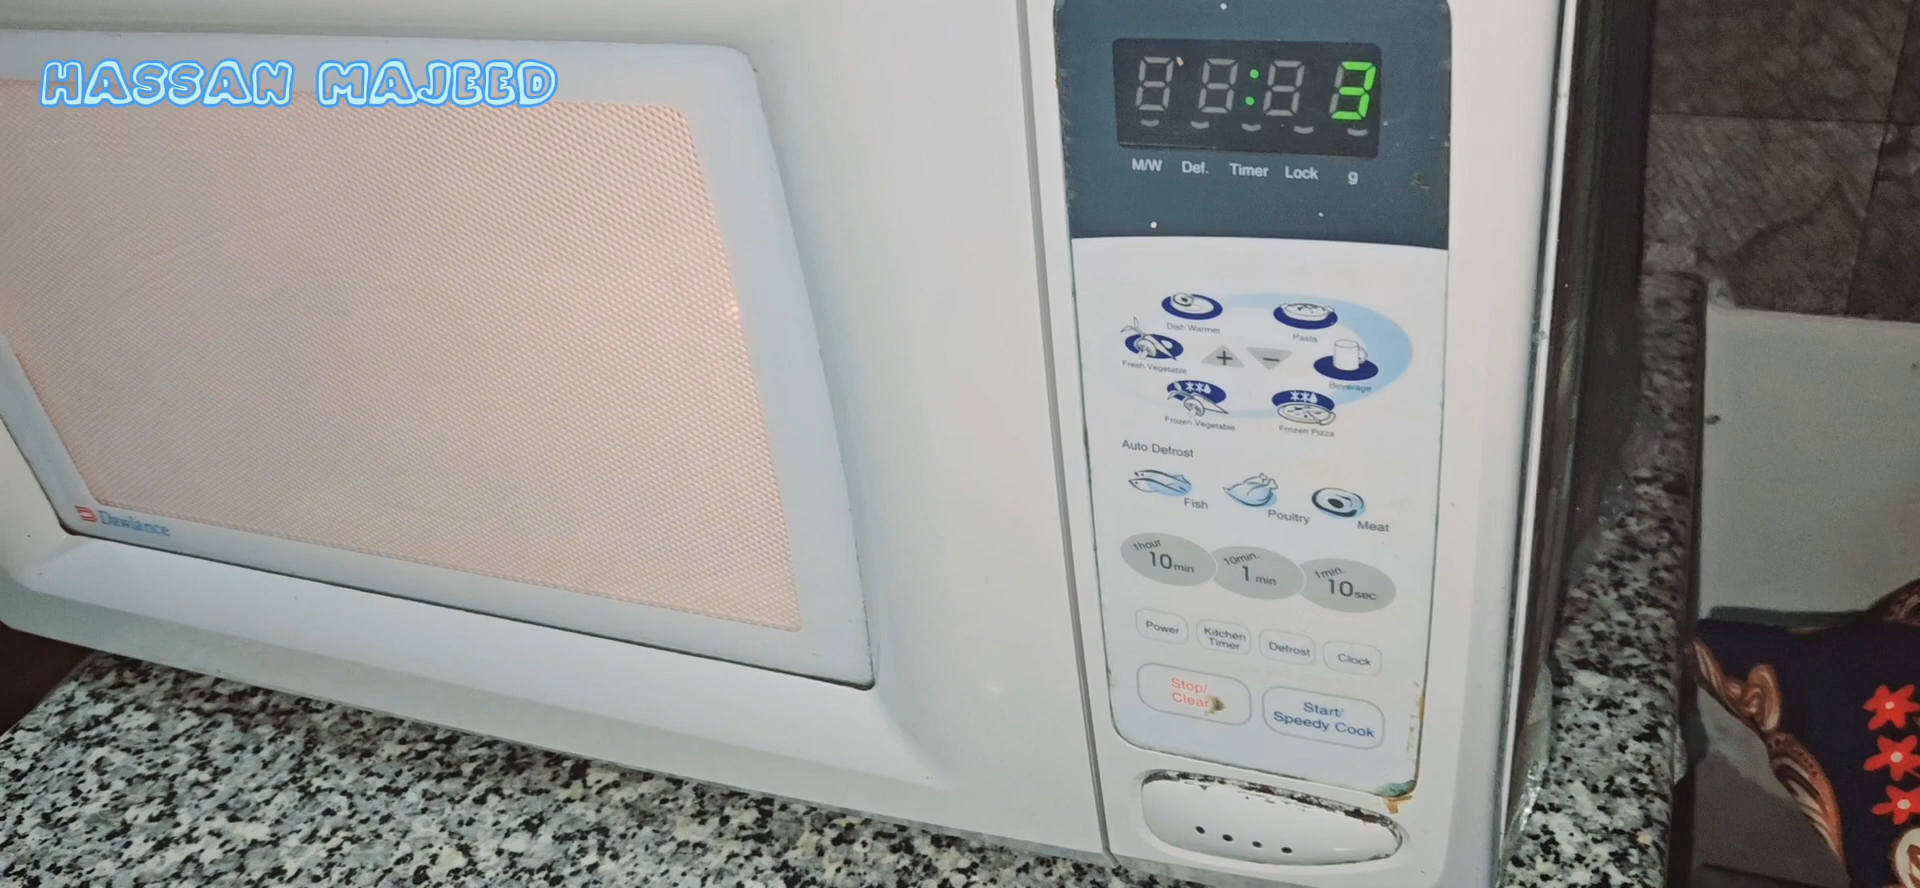 HASSAN MAJEED
:3
M/W Def. Timer Lock g
Dish Warmer
Pasta
Fresh Vegetable
+ −
Beverage
Frozen Vegetable
Frozen Pizza
Auto Defrost
Fish
Poultry
Meat
1hour
10min
10min.
1min
1min.
10sec
Power
Kitchen
Timer
Defrost
Clock
Stop/
Clear
Start/
Speedy Cook
Dawlance